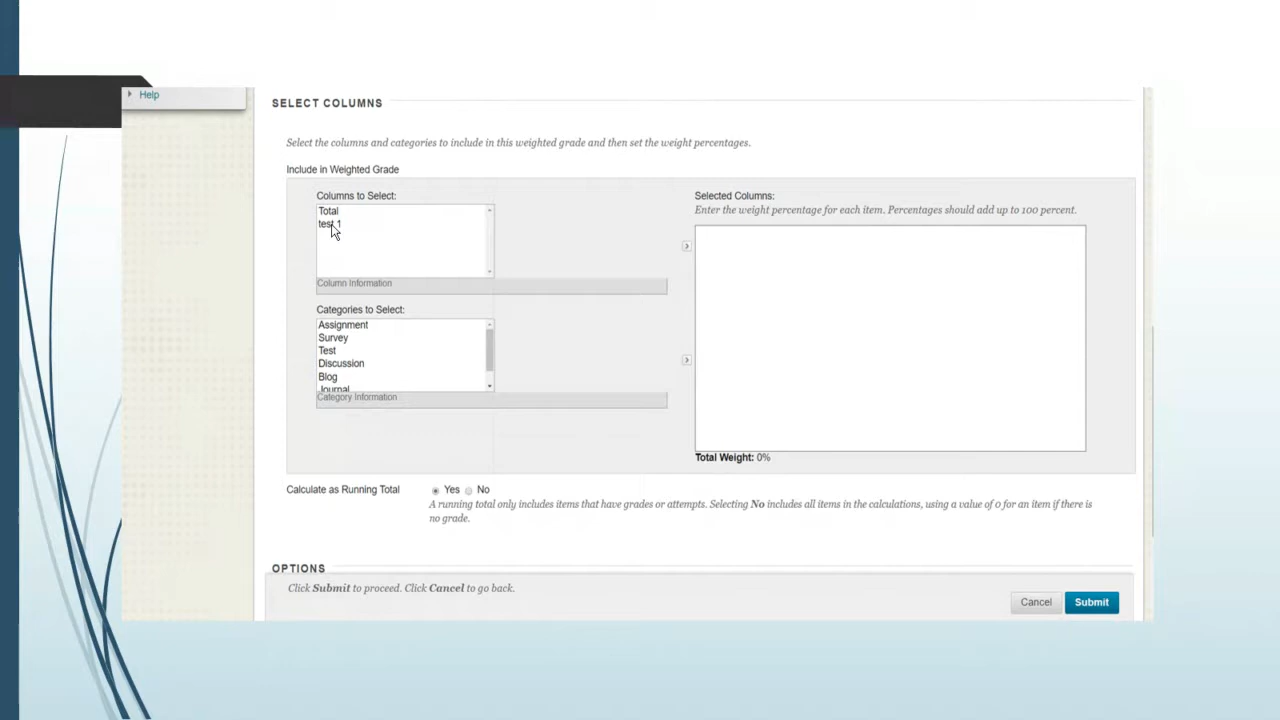 Help
SELECT COLUMNS
Select the columns and categories to include in this weighted grade and then set the weight percentages.
Include in Weighted Grade
Columns to Select:
Total
test 1
Column Information
Categories to Select:
Assignment
Survey
Test
Discussion
Blog
Journal
Category Information
Selected Columns:
Enter the weight percentage for each item. Percentages should add up to 100 percent.
Total Weight: 0%
Calculate as Running Total
Yes No
A running total only includes items that have grades or attempts. Selecting No includes all items in the calculations, using a value of 0 for an item if there is
no grade.
OPTIONS
Click Submit to proceed. Click Cancel to go back.
Cancel Submit